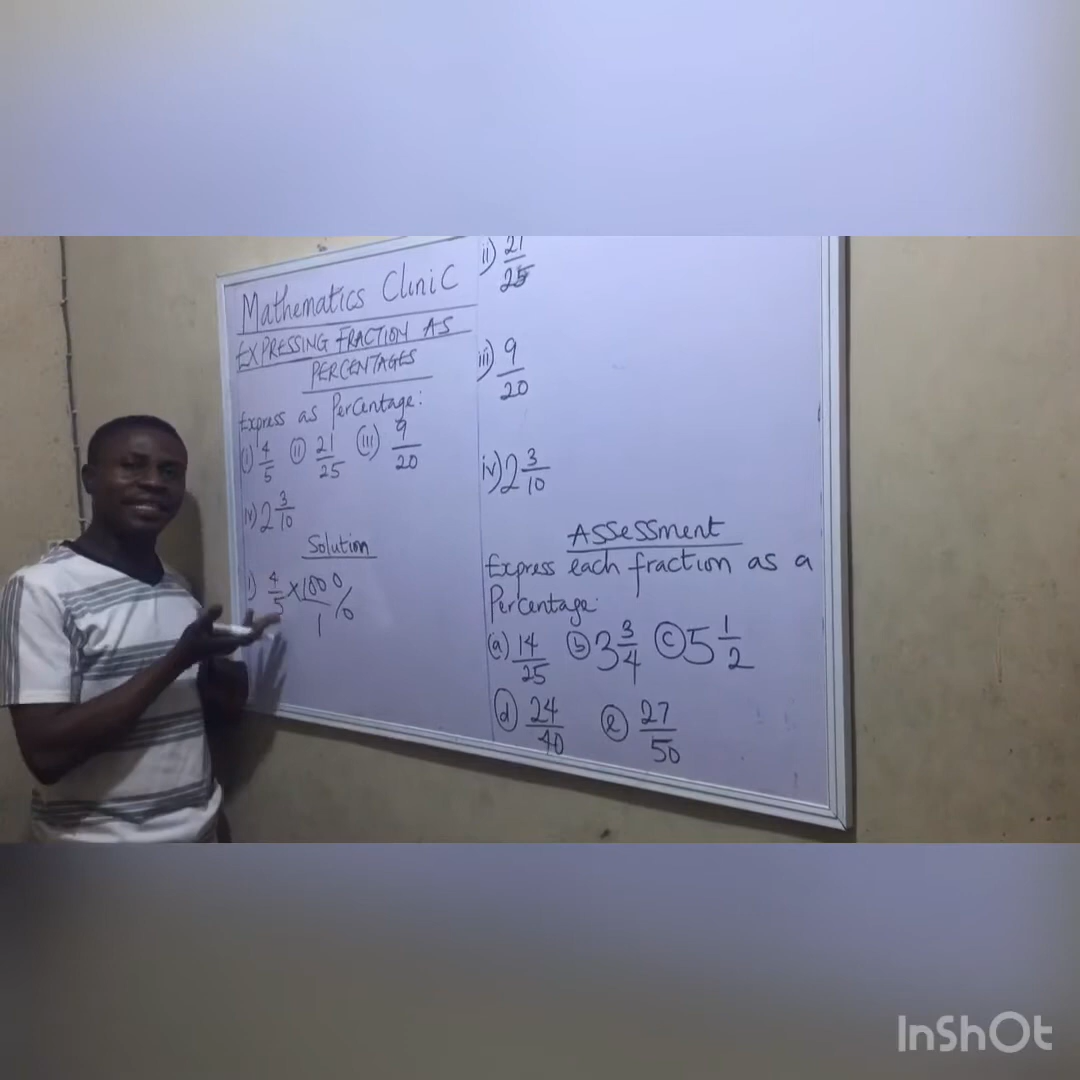 Mathematics Clinic
EXPRESSING FRACTION AS
PERCENTAGES
Express as Percentage:
(i) 4/5 (ii) 21/25 (iii) 9/20
iv) 2 3/10
Solution
i) 4/5 × 100/1 %
ii) 21/25
iii) 9/20
iv) 2 3/10
Assessment
Express each fraction as a
Percentage:
(a) 14/25 (b) 3 3/4 (c) 5 1/2
(d) 24/40 (e) 27/50
InShOt